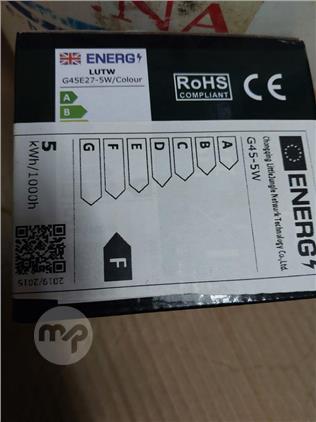 ENERG
LUTW
G45E27-5W/Colour
A
B
RoHS
COMPLIANT
CE
ENERG
Chongqing LittleJungle Network Technology Co.,Ltd.
G45-5W
A
B
C
D
E
F
G
F
5
kWh/1000h
2019/2015
mp